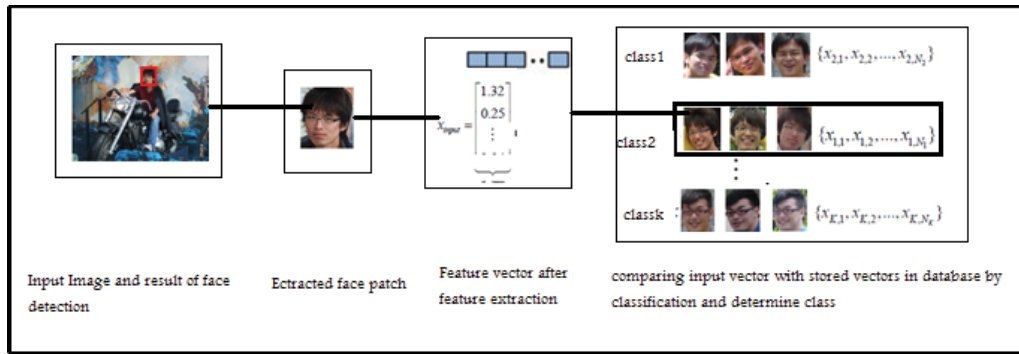 class1
{x2,1, x2,2, ..., x2,N2}
1.32
0.25
⋮
xinput =
class2
{x1,1, x1,2, ..., x1,N1}
⋮
classk :
{xK,1, xK,2, ..., xK,NK}
Input Image and result of face
detection
Ectracted face patch
Feature vector after
feature extraction
comparing input vector with stored vectors in database by
classification and determine class